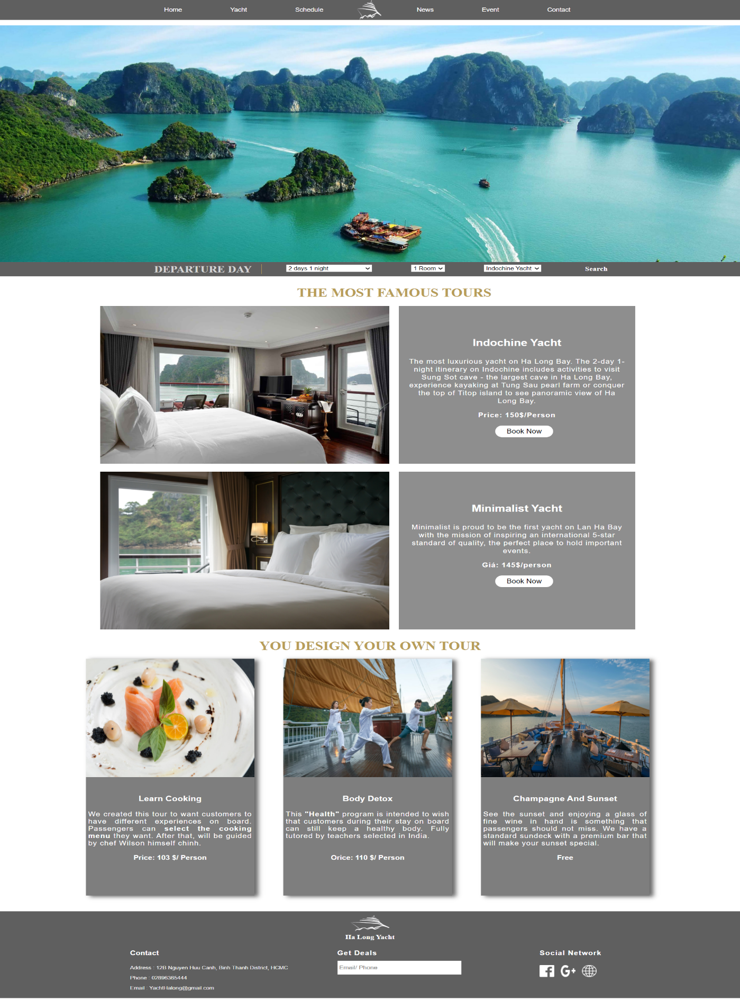 Home Yacht Schedule News Event Contact
DEPARTURE DAY 2 days 1 night 1 Room Indochine Yacht Search
THE MOST FAMOUS TOURS
Indochine Yacht
The most luxurious yacht on Ha Long Bay. The 2-day 1-
night itinerary on Indochine includes activities to visit
Sung Sot cave - the largest cave in Ha Long Bay,
experience kayaking at Tung Sau pearl farm or conquer
the top of Titop island to see panoramic view of Ha
Long Bay.
Price: 150$/Person
Book Now
Minimalist Yacht
Minimalist is proud to be the first yacht on Lan Ha Bay
with the mission of inspiring an international 5-star
standard of quality, the perfect place to hold important
events.
Giá: 145$/person
Book Now
YOU DESIGN YOUR OWN TOUR
Learn Cooking
We created this tour to want customers to
have different experiences on board.
Passengers can select the cooking
menu they want. After that, will be guided
by chef Wilson himself chinh.
Price: 103 $/ Person
Body Detox
This "Health" program is intended to wish
that customers during their stay on board
can still keep a healthy body. Fully
tutored by teachers selected in India.
Orice: 110 $/ Person
Champagne And Sunset
See the sunset and enjoying a glass of
fine wine in hand is something that
passengers should not miss. We have a
standard sundeck with a premium bar that
will make your sunset special.
Free
Ha Long Yacht
Contact
Address : 12B Nguyen Huu Canh, Binh Thanh District, HCMC
Phone : 02896365444
Email : YachtHalong@gmail.com
Get Deals
Email/ Phone
Social Network
G+